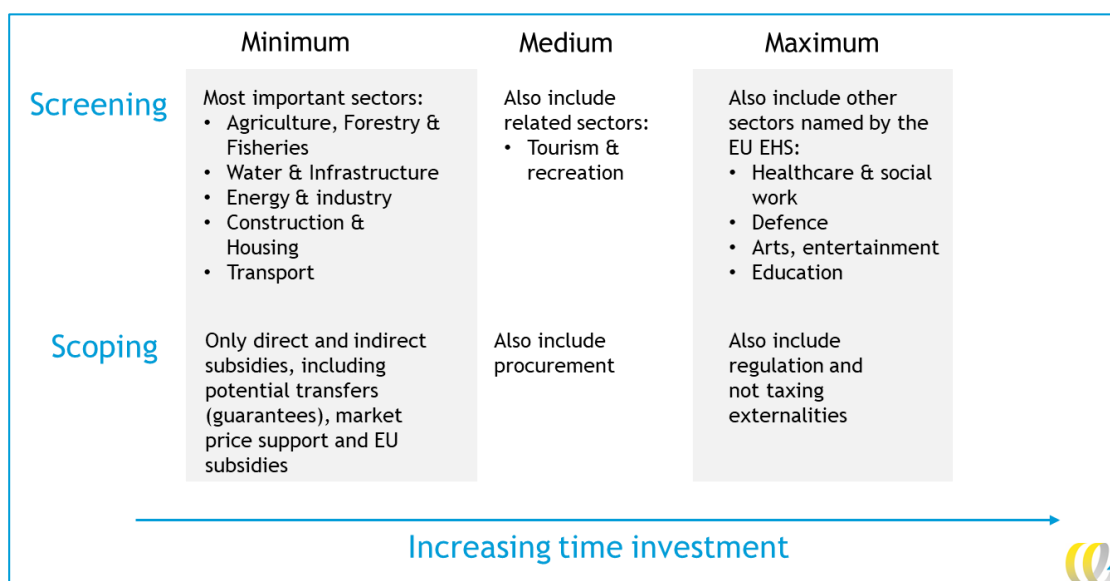 Minimum
Medium
Maximum
Screening
Most important sectors:
• Agriculture, Forestry &
Fisheries
• Water & Infrastructure
• Energy & industry
• Construction &
Housing
• Transport
Also include
related sectors:
• Tourism &
recreation
Also include other
sectors named by the
EU EHS:
• Healthcare & social
work
• Defence
• Arts, entertainment
• Education
Scoping
Only direct and indirect
subsidies, including
potential transfers
(guarantees), market
price support and EU
subsidies
Also include
procurement
Also include
regulation and
not taxing
externalities
Increasing time investment